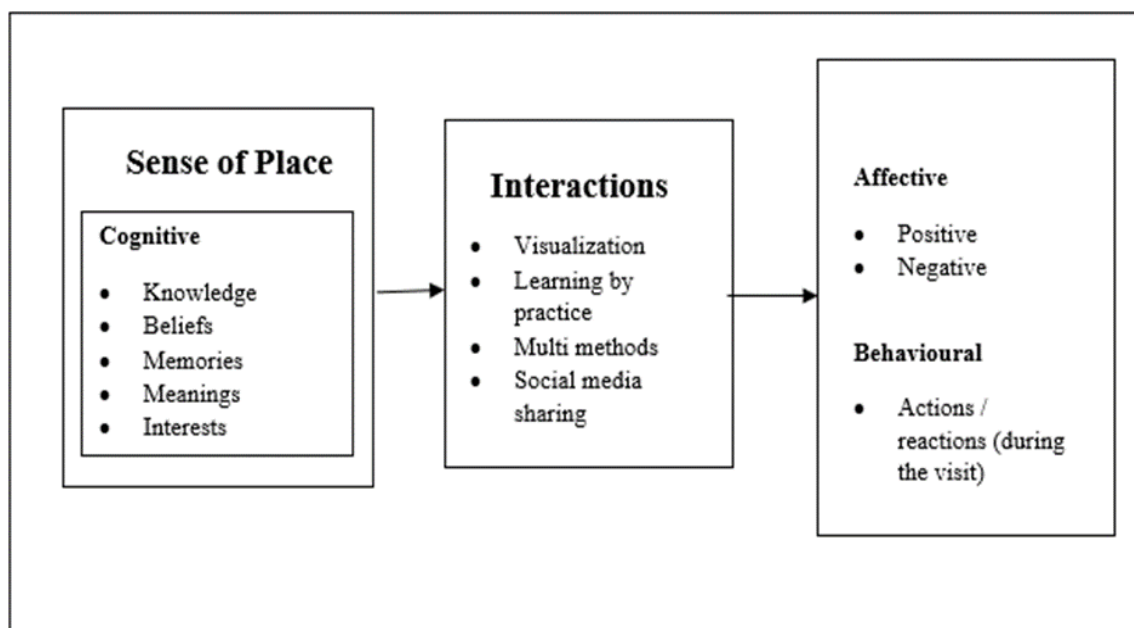 Sense of Place
Cognitive
• Knowledge
• Beliefs
• Memories
• Meanings
• Interests
Interactions
• Visualization
• Learning by
practice
• Multi methods
• Social media
sharing
Affective
• Positive
• Negative
Behavioural
• Actions /
reactions (during
the visit)